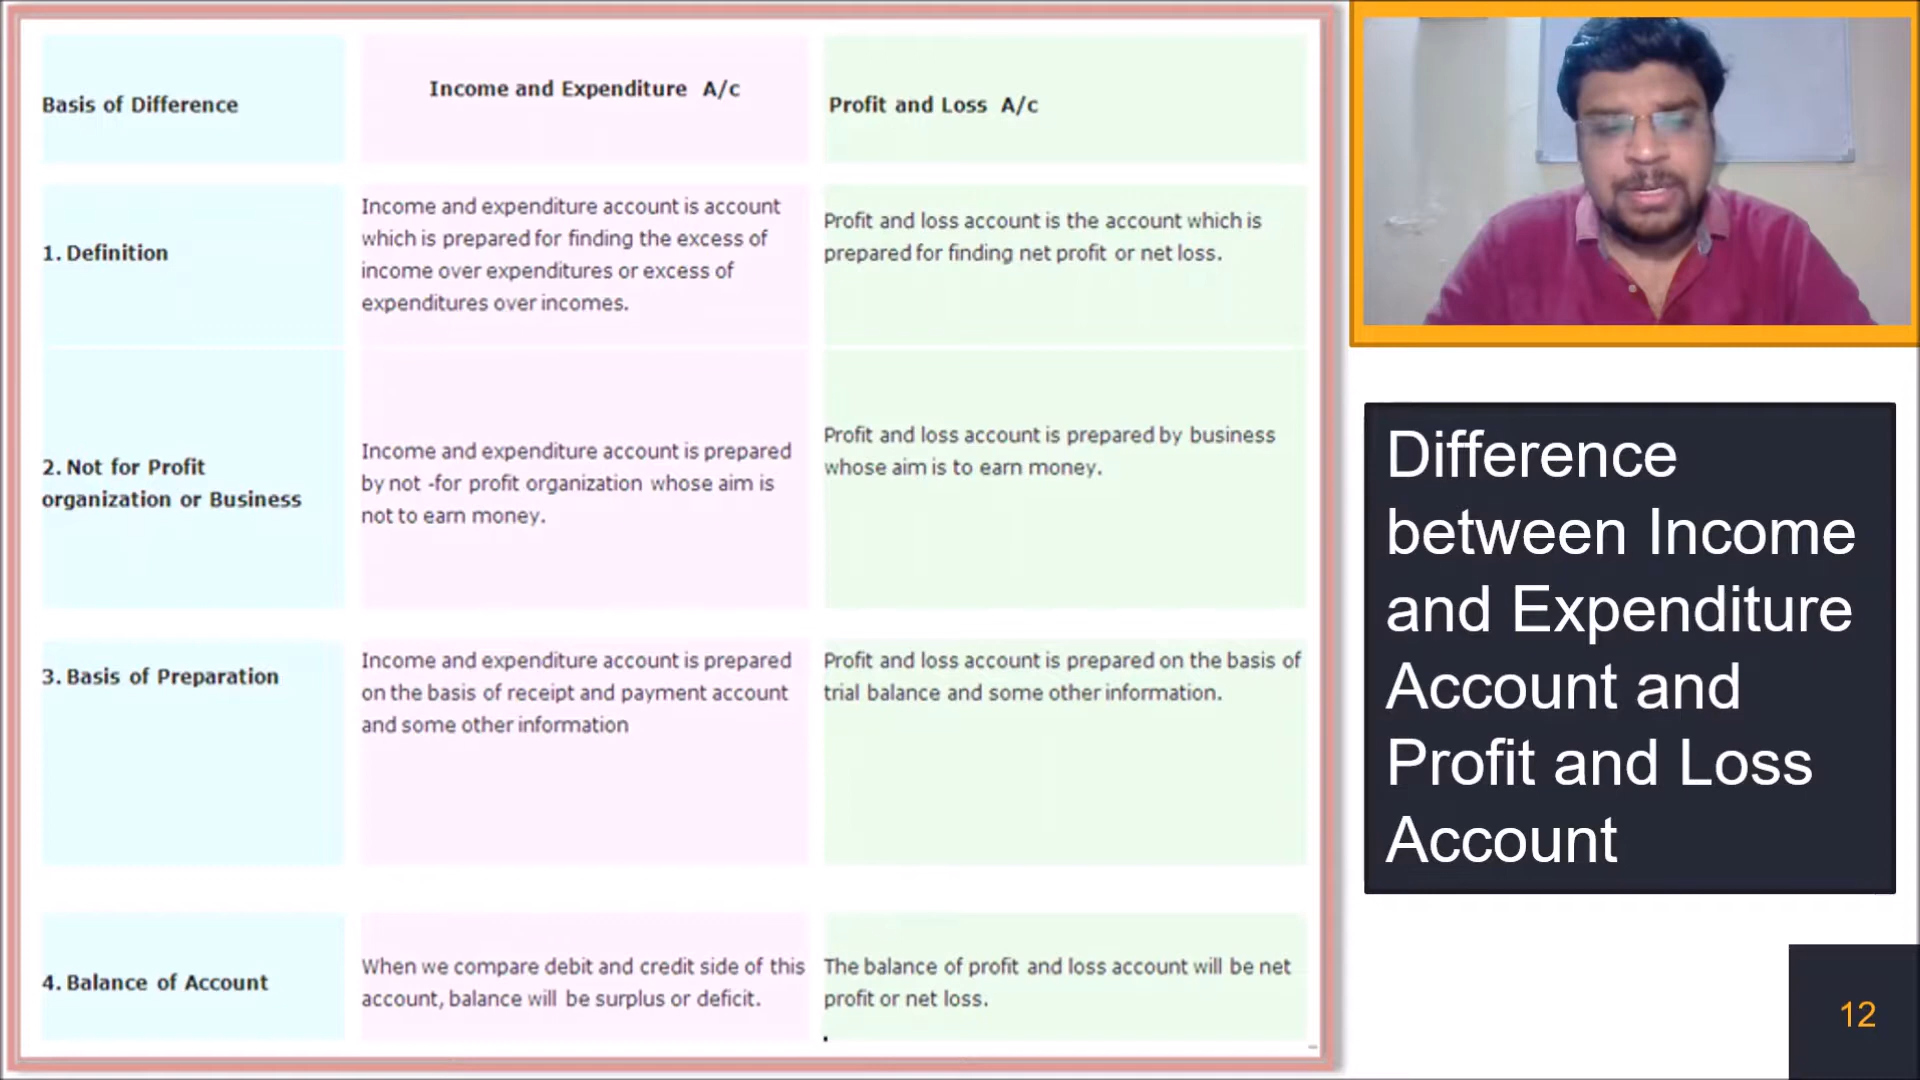 Basis of Difference
Income and Expenditure A/c
Profit and Loss A/c
1. Definition
Income and expenditure account is account
which is prepared for finding the excess of
income over expenditures or excess of
expenditures over incomes.
Profit and loss account is the account which is
prepared for finding net profit or net loss.
2. Not for Profit
organization or Business
Income and expenditure account is prepared
by not -for profit organization whose aim is
not to earn money.
Profit and loss account is prepared by business
whose aim is to earn money.
3. Basis of Preparation
Income and expenditure account is prepared
on the basis of receipt and payment account
and some other information
Profit and loss account is prepared on the basis of
trial balance and some other information.
4. Balance of Account
When we compare debit and credit side of this
account, balance will be surplus or deficit.
The balance of profit and loss account will be net
profit or net loss.
Difference
between Income
and Expenditure
Account and
Profit and Loss
Account
12